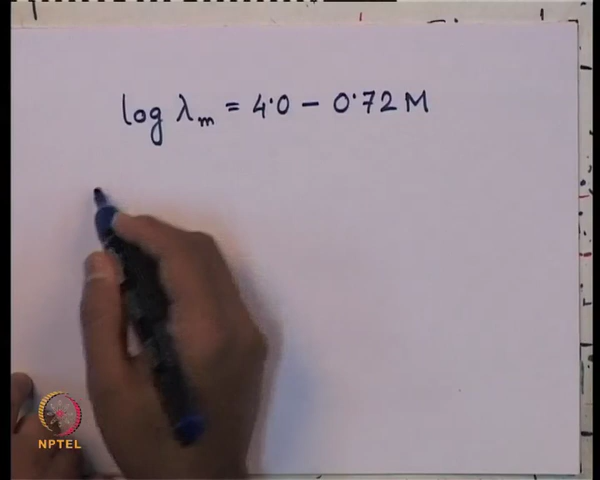 log λm = 4.0 - 0.72 M
NPTEL